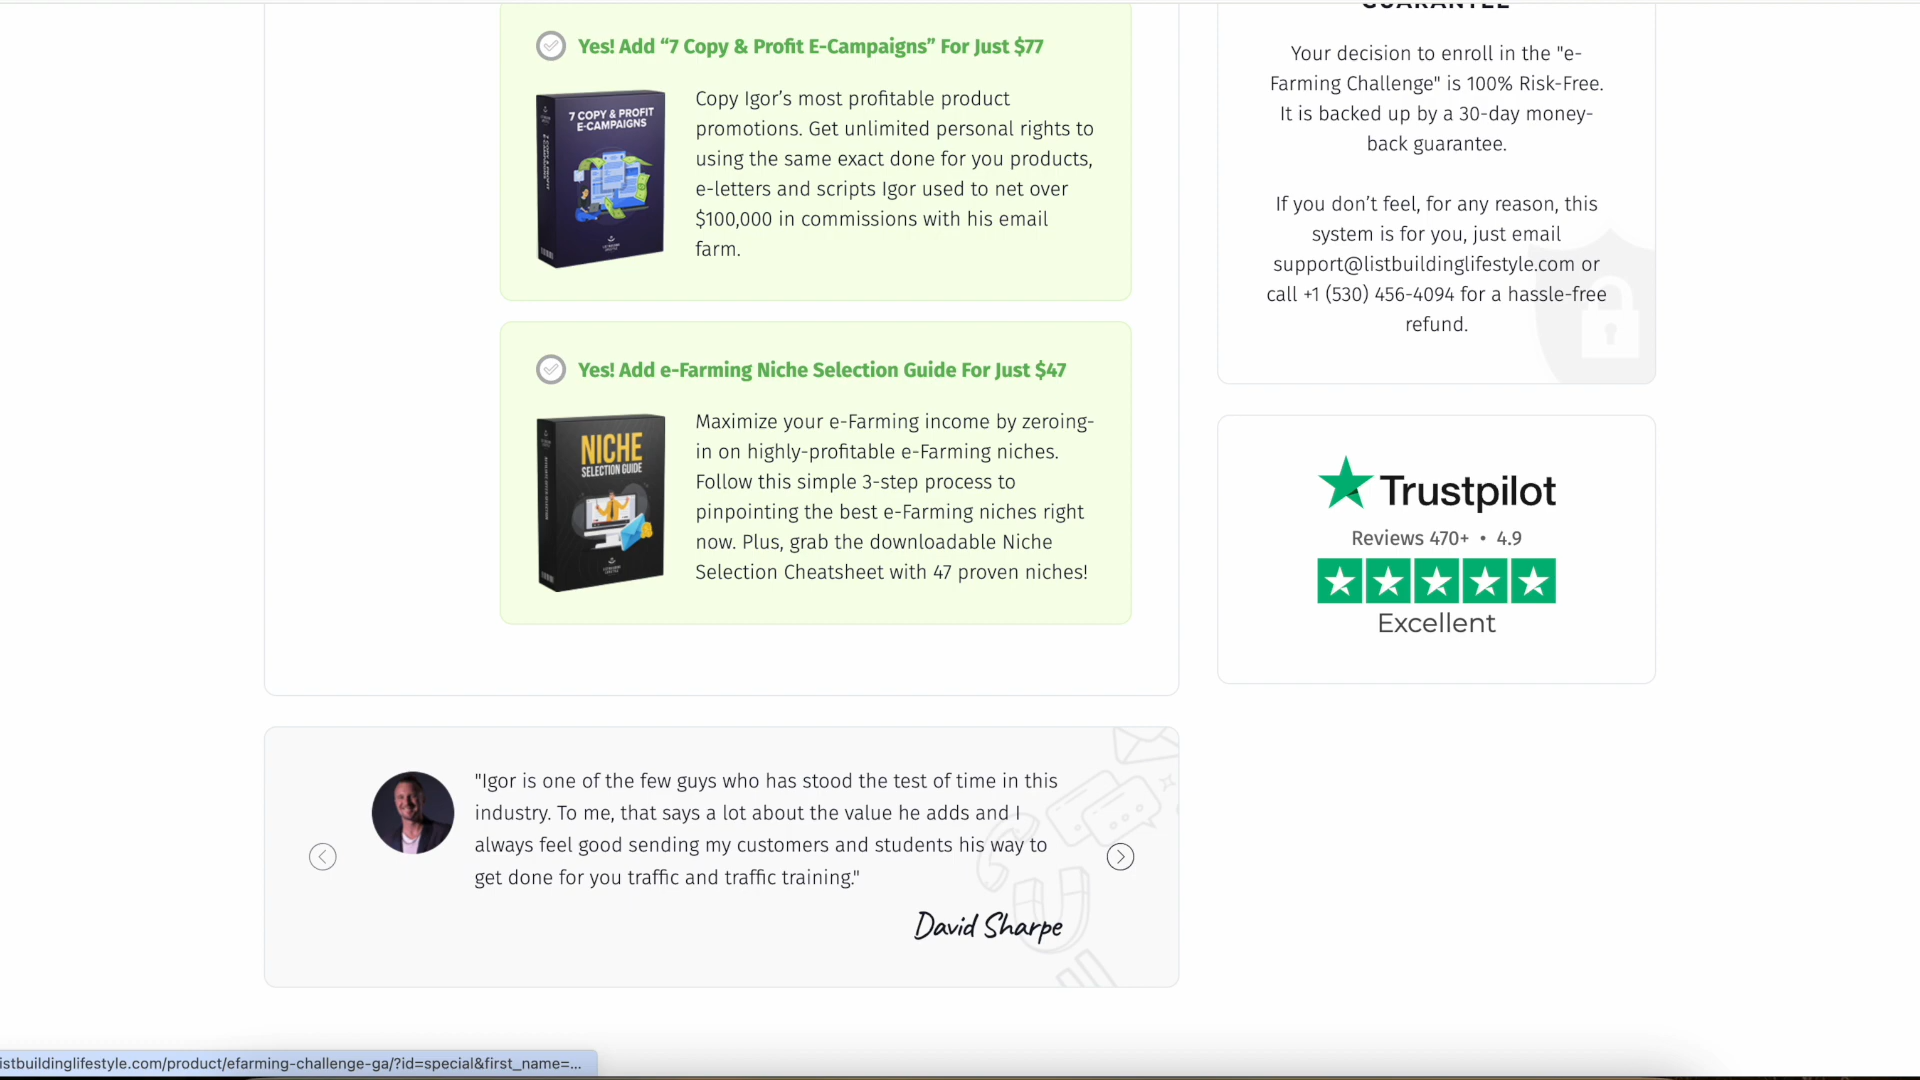 GUARANTEE
Yes! Add “7 Copy & Profit E-Campaigns” For Just $77
Copy Igor’s most profitable product
promotions. Get unlimited personal rights to
using the same exact done for you products,
e-letters and scripts Igor used to net over
$100,000 in commissions with his email
farm.
7 COPY & PROFIT
E-CAMPAIGNS
Yes! Add e-Farming Niche Selection Guide For Just $47
Maximize your e-Farming income by zeroing-
in on highly-profitable e-Farming niches.
Follow this simple 3-step process to
pinpointing the best e-Farming niches right
now. Plus, grab the downloadable Niche
Selection Cheatsheet with 47 proven niches!
NICHE
SELECTION GUIDE
Your decision to enroll in the "e-
Farming Challenge" is 100% Risk-Free.
It is backed up by a 30-day money-
back guarantee.
If you don’t feel, for any reason, this
system is for you, just email
support@listbuildinglifestyle.com or
call +1 (530) 456-4094 for a hassle-free
refund.
Trustpilot
Reviews 470+ • 4.9
Excellent
"Igor is one of the few guys who has stood the test of time in this
industry. To me, that says a lot about the value he adds and I
always feel good sending my customers and students his way to
get done for you traffic and traffic training."
David Sharpe
istbuildinglifestyle.com/product/efarming-challenge-ga/?id=special&first_name=...